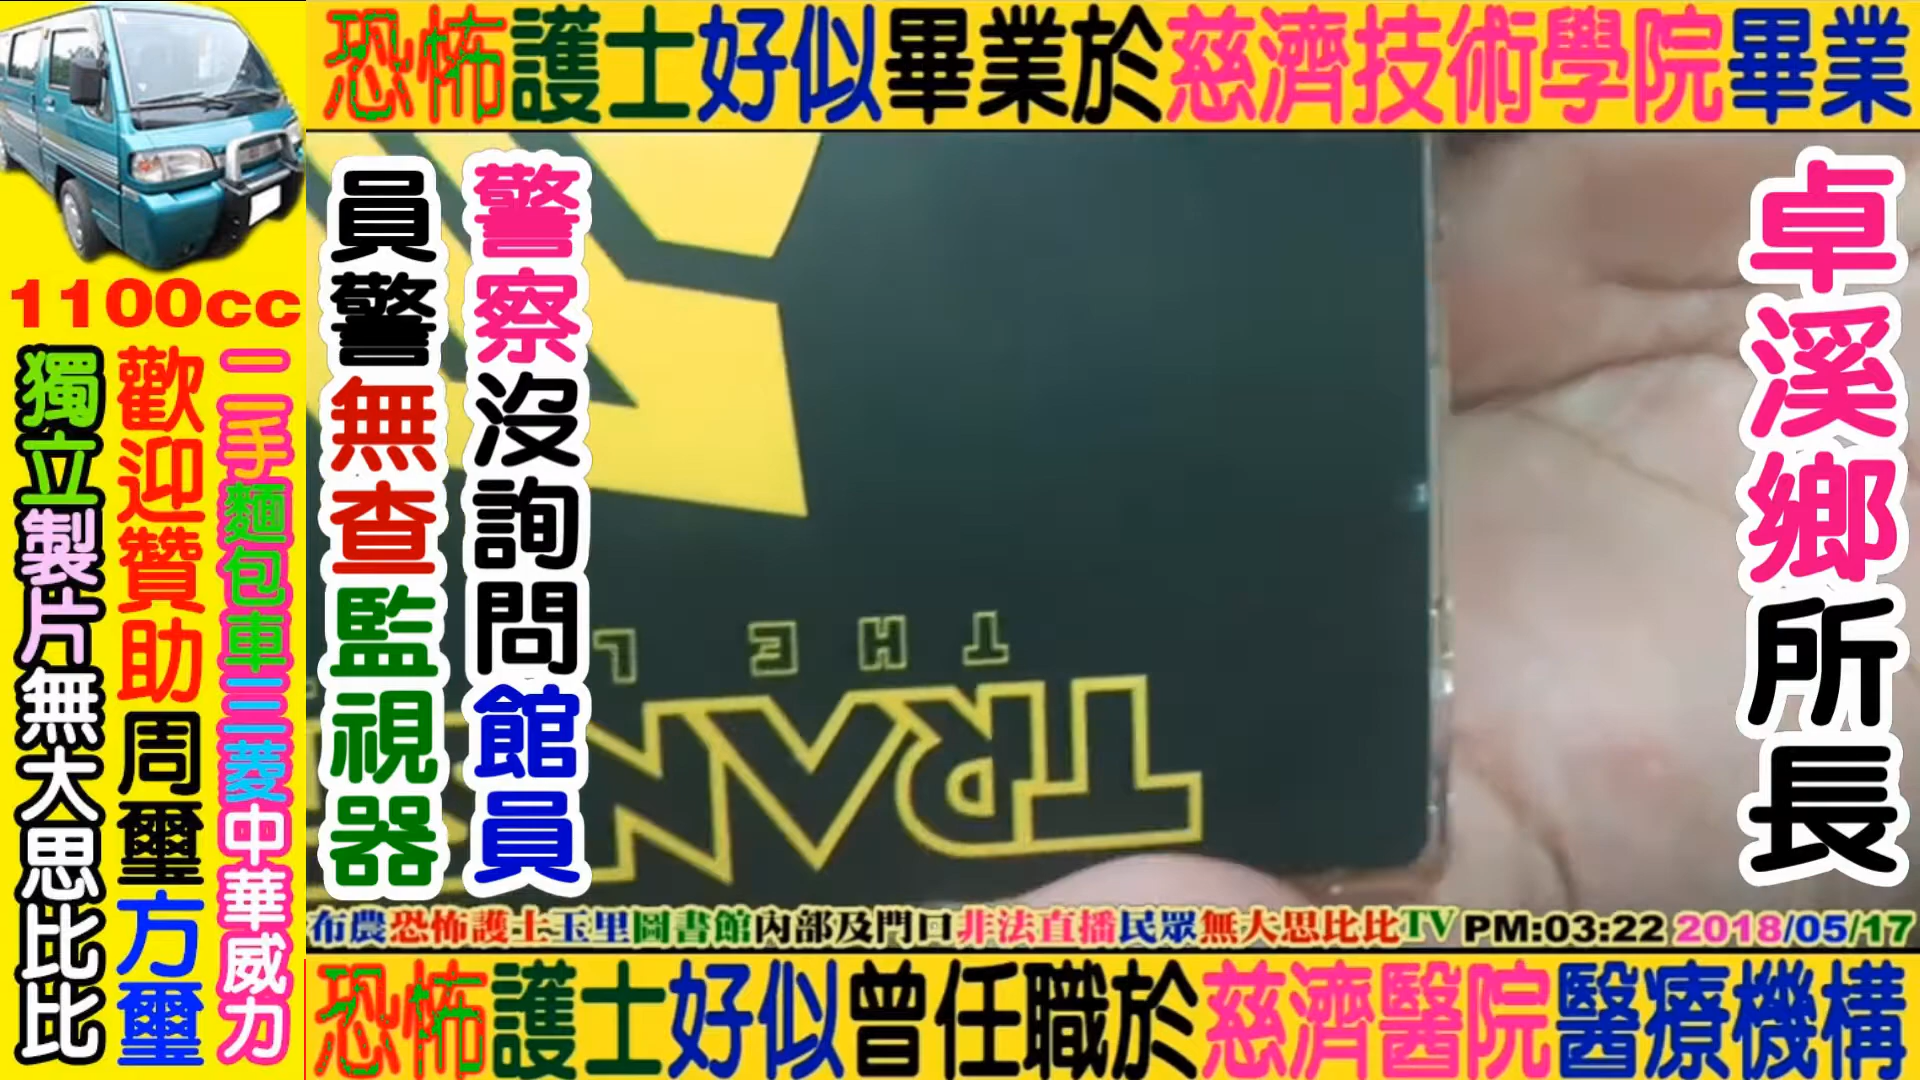 恐怖護士好似畢業於慈濟技術學院畢業
卓溪鄉所長
警察沒詢問館員
員警無查監視器
1100cc
二手麵包車三菱中華威力
歡迎贊助周璽方璽
獨立製片無大思比比
THE L
TRANS
布農恐怖護士玉里圖書館內部及門口非法直播民眾無大思比比TV PM:03:22 2018/05/17
恐怖護士好似曾任職於慈濟醫院醫療機構